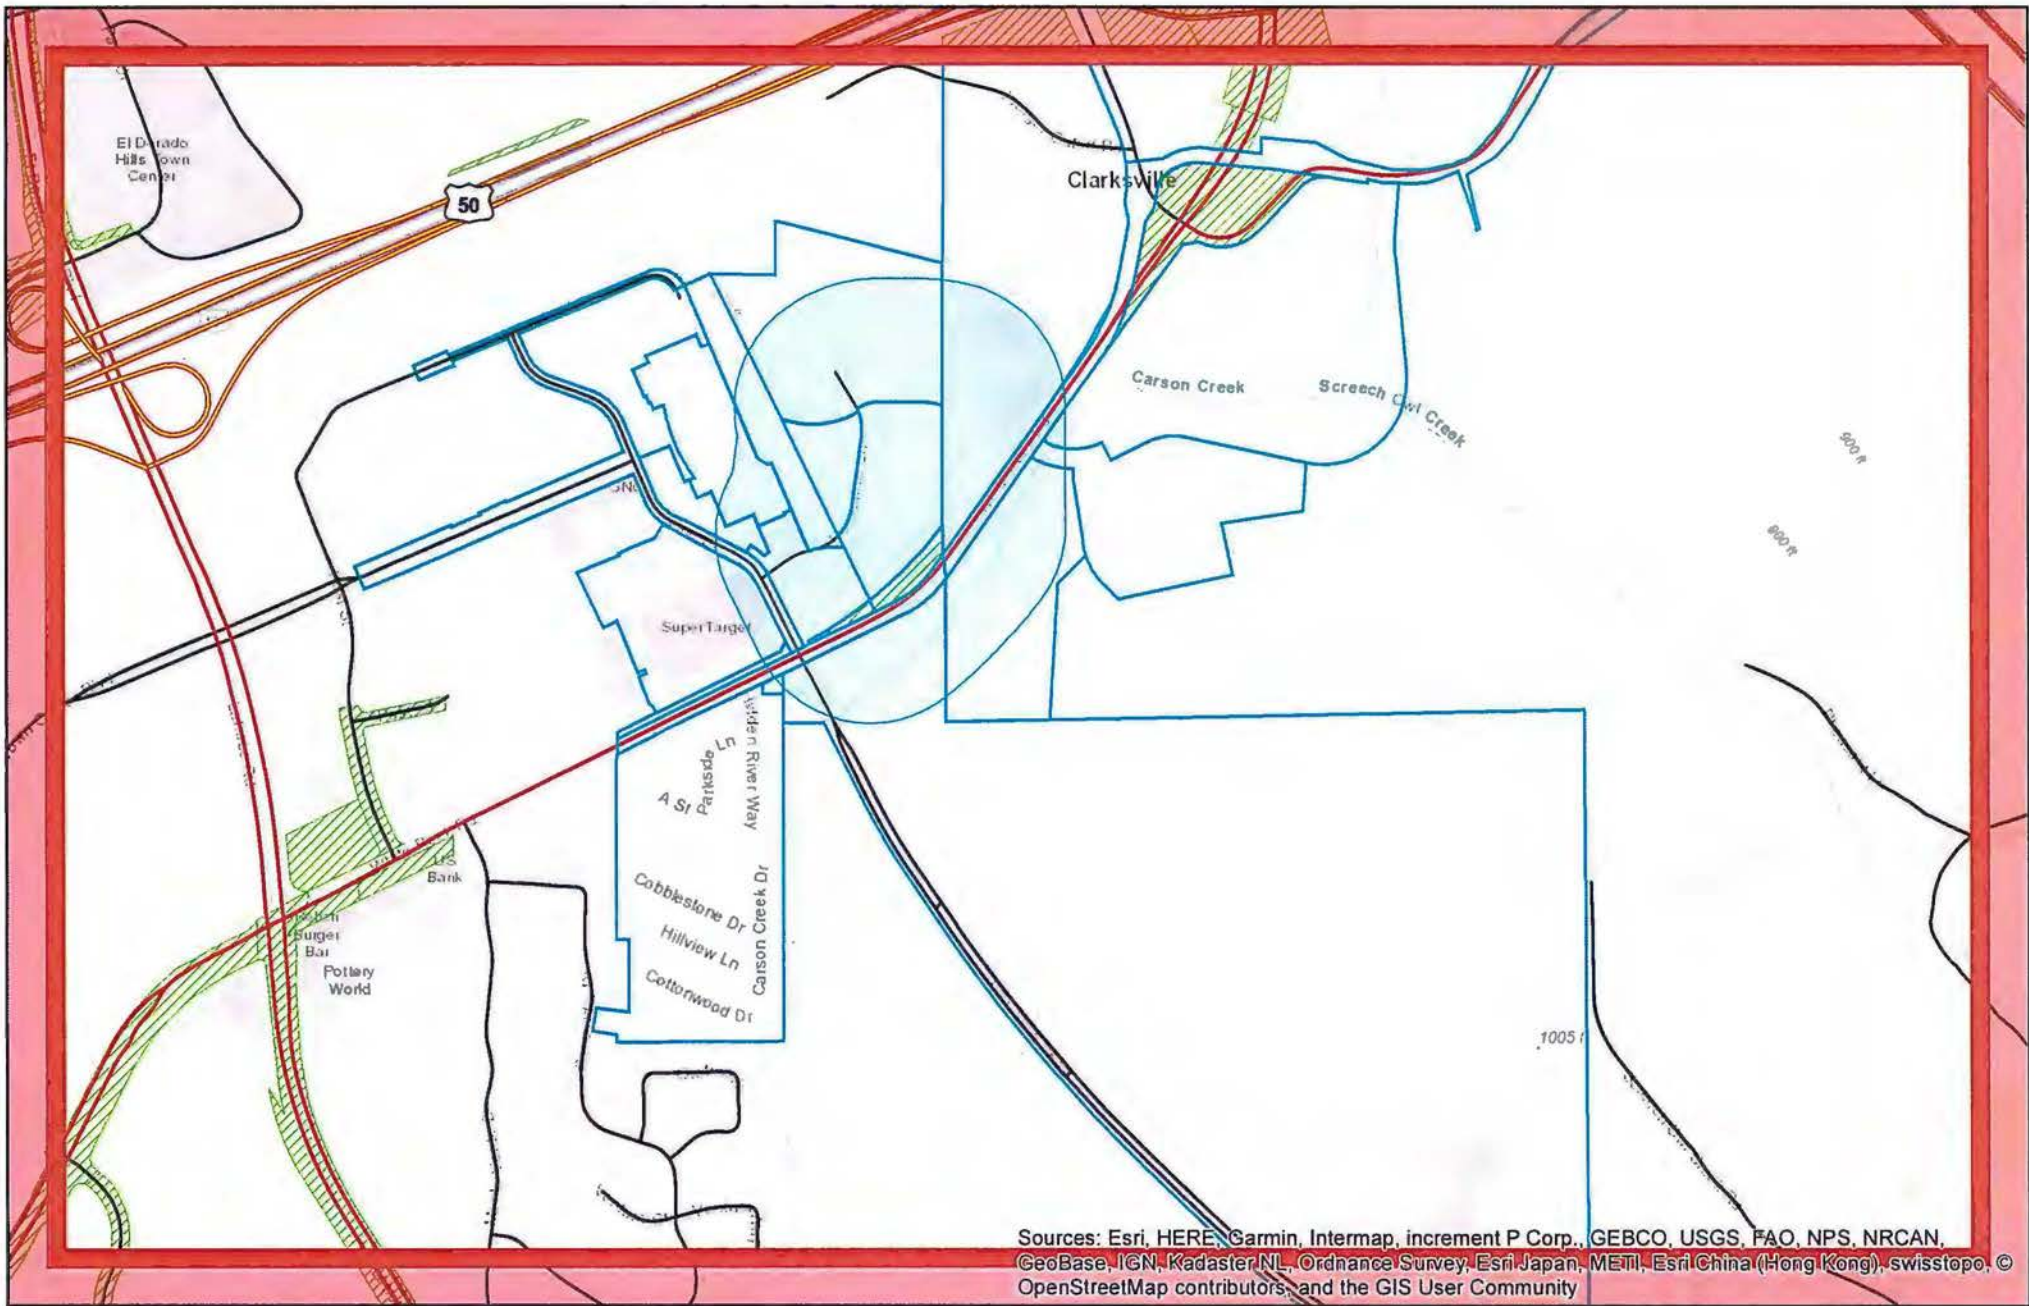 El Dorado
Hills Town
Center
50
Clarksville
Carson Creek
Screech Owl Creek
900 ft
800 ft
SuperTarget
Parkside Ln
River Way
A St
US
Bank
Cobblestone Dr
Hillview Ln
Cottonwood Dr
Carson Creek Dr
Burger
Bar
Pottery
World
1005 f
Sources: Esri, HERE, Garmin, Intermap, increment P Corp., GEBCO, USGS, FAO, NPS, NRCAN,
GeoBase, IGN, Kadaster NL, Ordnance Survey, Esri Japan, METI, Esri China (Hong Kong), swisstopo, ©
OpenStreetMap contributors, and the GIS User Community